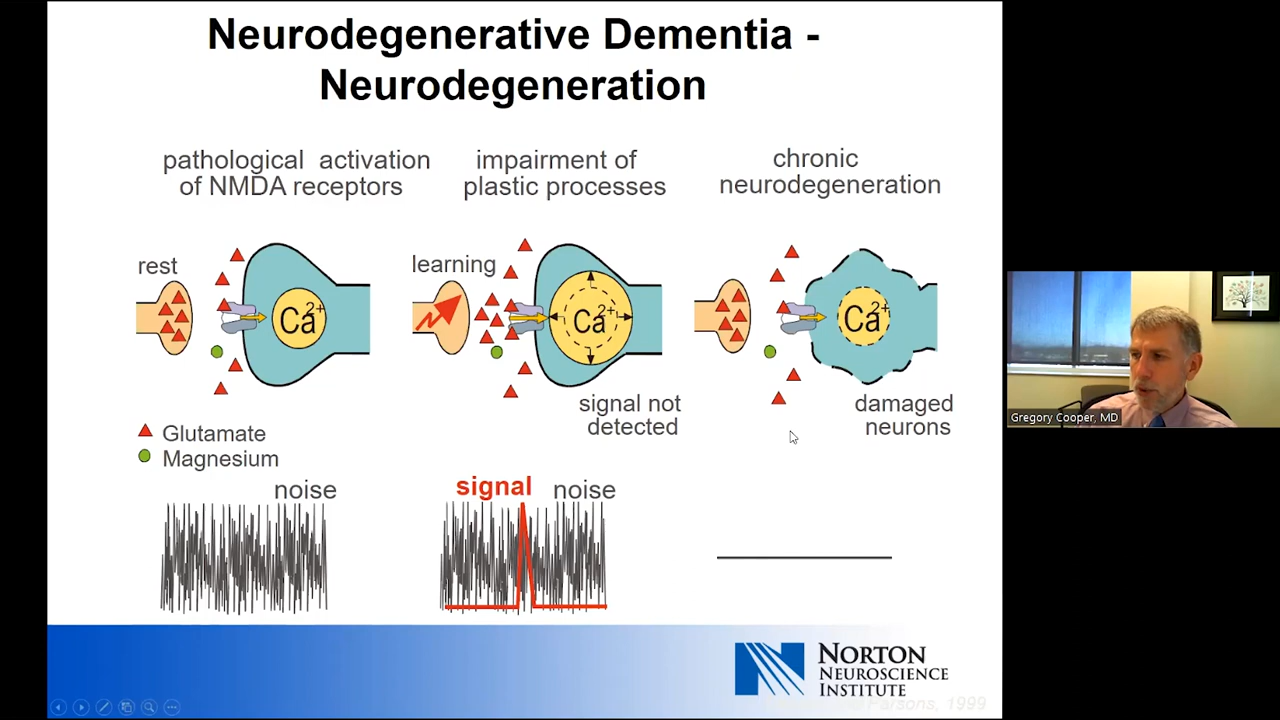 Neurodegenerative Dementia -
Neurodegeneration
pathological activation
of NMDA receptors
impairment of
plastic processes
chronic
neurodegeneration
rest
learning
Ca2+
Ca2+
Ca2+
signal not
detected
damaged
neurons
Glutamate
Magnesium
noise
signal
noise
Gregory Cooper, MD
NORTON
NEUROSCIENCE
INSTITUTE
Parsons, 1999